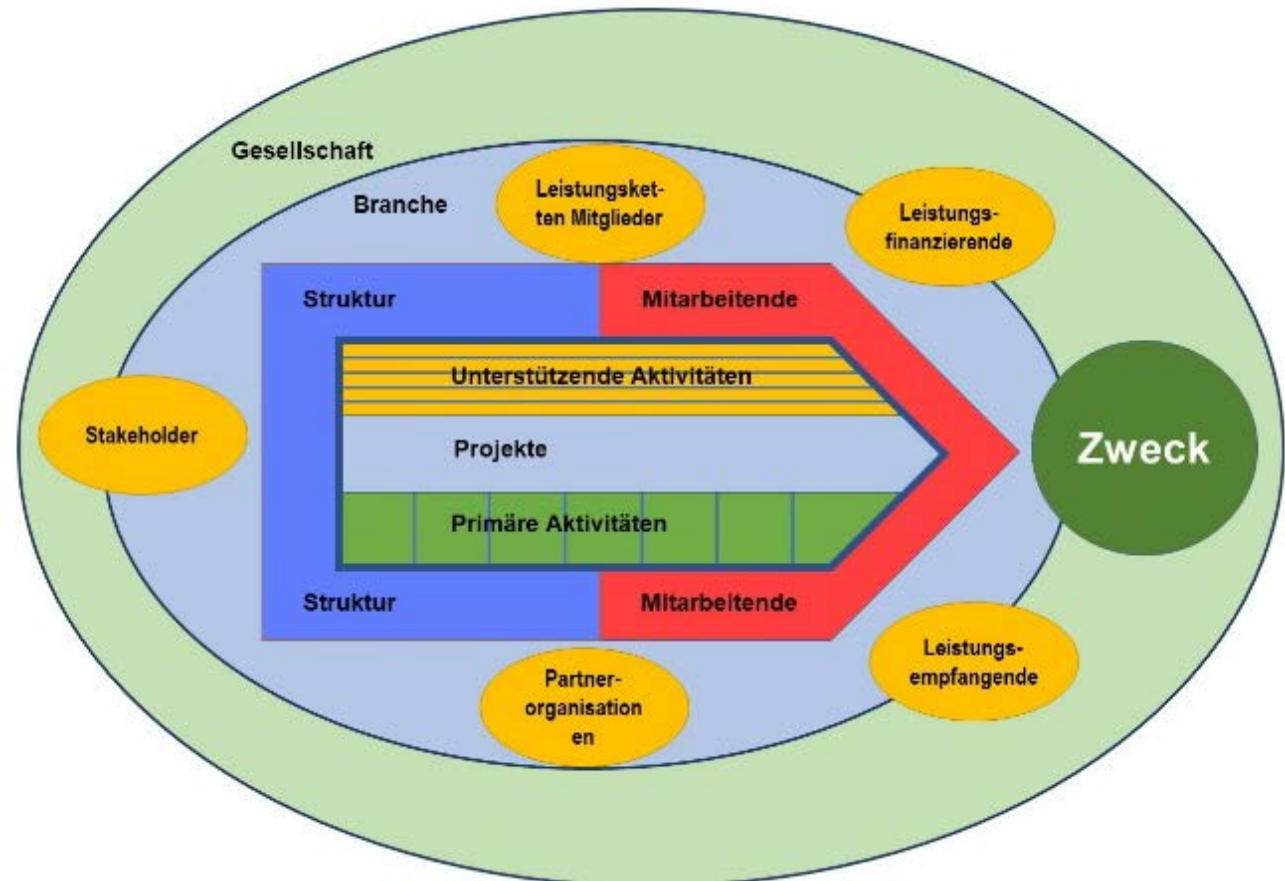 Gesellschaft
Branche
Leistungsket-
ten Mitglieder
Leistungs-
finanzierende
Struktur
Mitarbeitende
Unterstützende Aktivitäten
Stakeholder
Projekte
Zweck
Primäre Aktivitäten
Struktur
Mitarbeitende
Leistungs-
empfangende
Partner-
organisation
en